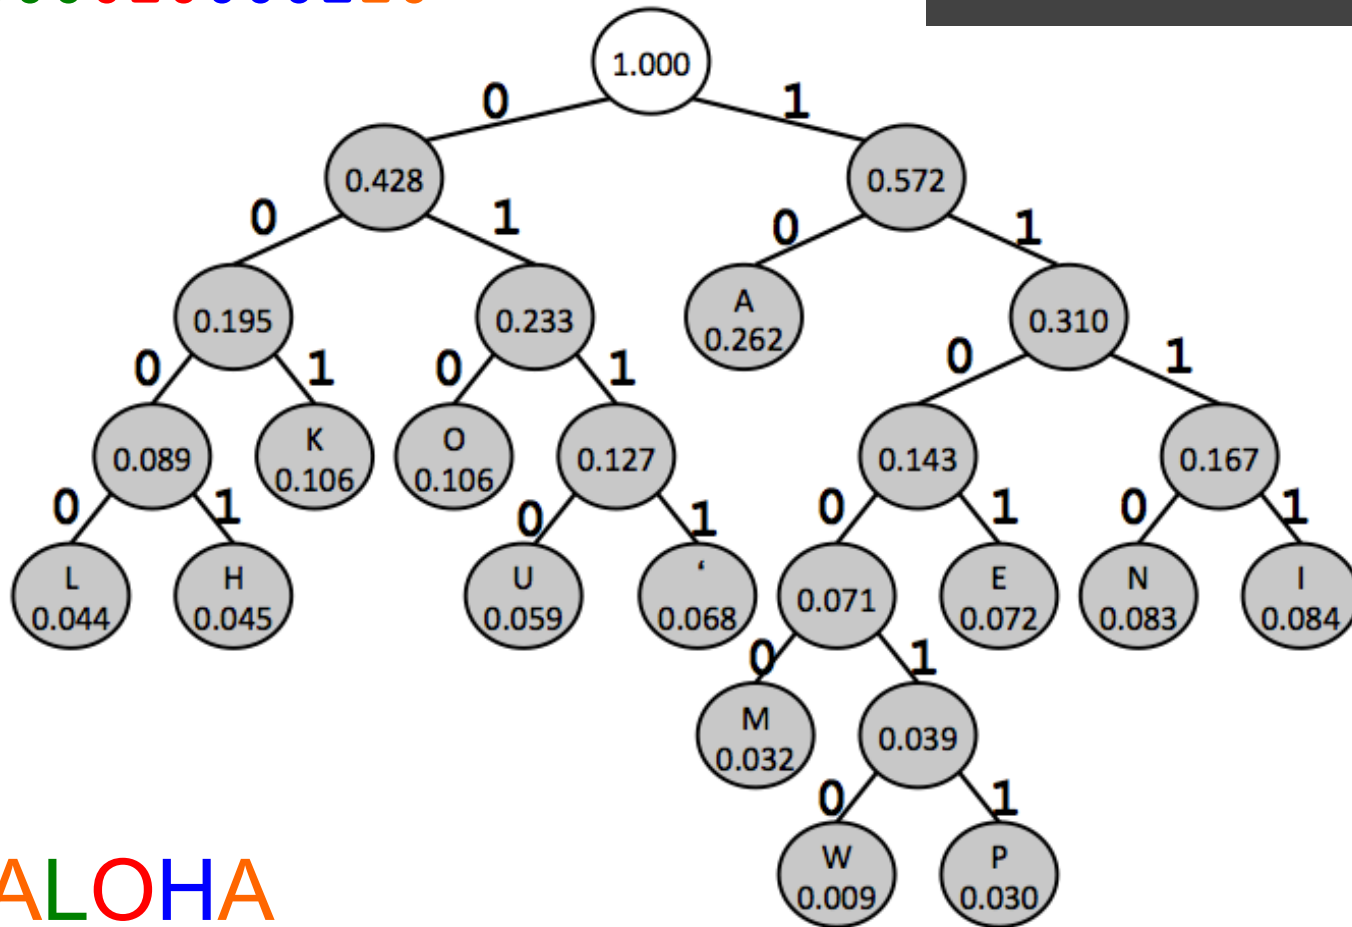 1.000
0 1
0.428 0.572
0 1 0 1
0.195 0.233 A 0.310
0.262
0 1 0 1 0 1
0.089 K O 0.127 0.143 0.167
0.106 0.106
0 1 0 1 0 1 0 1
L H U ‘ 0.071 E N I
0.044 0.045 0.059 0.068 0.072 0.083 0.084
0 1
M 0.039
0.032
0 1
W P
0.009 0.030
ALOHA